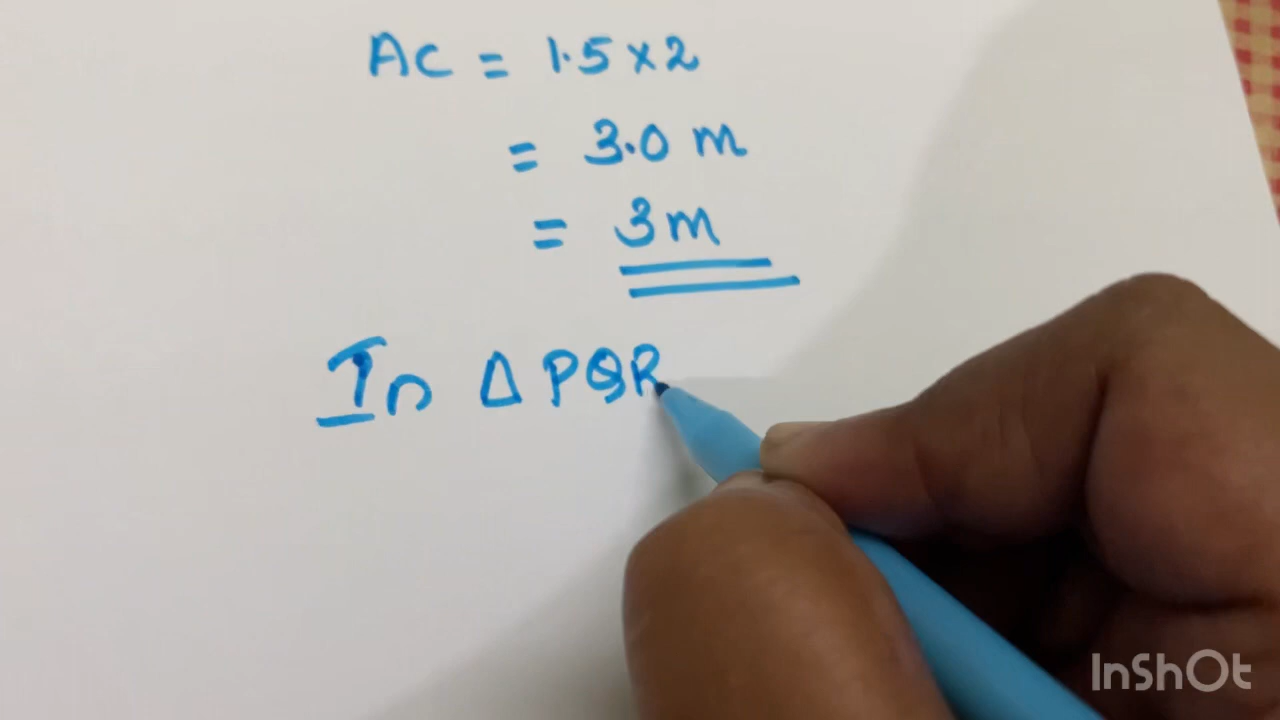 AC = 1.5 × 2
= 3.0 m
= 3m
In Δ PQR
InShOt